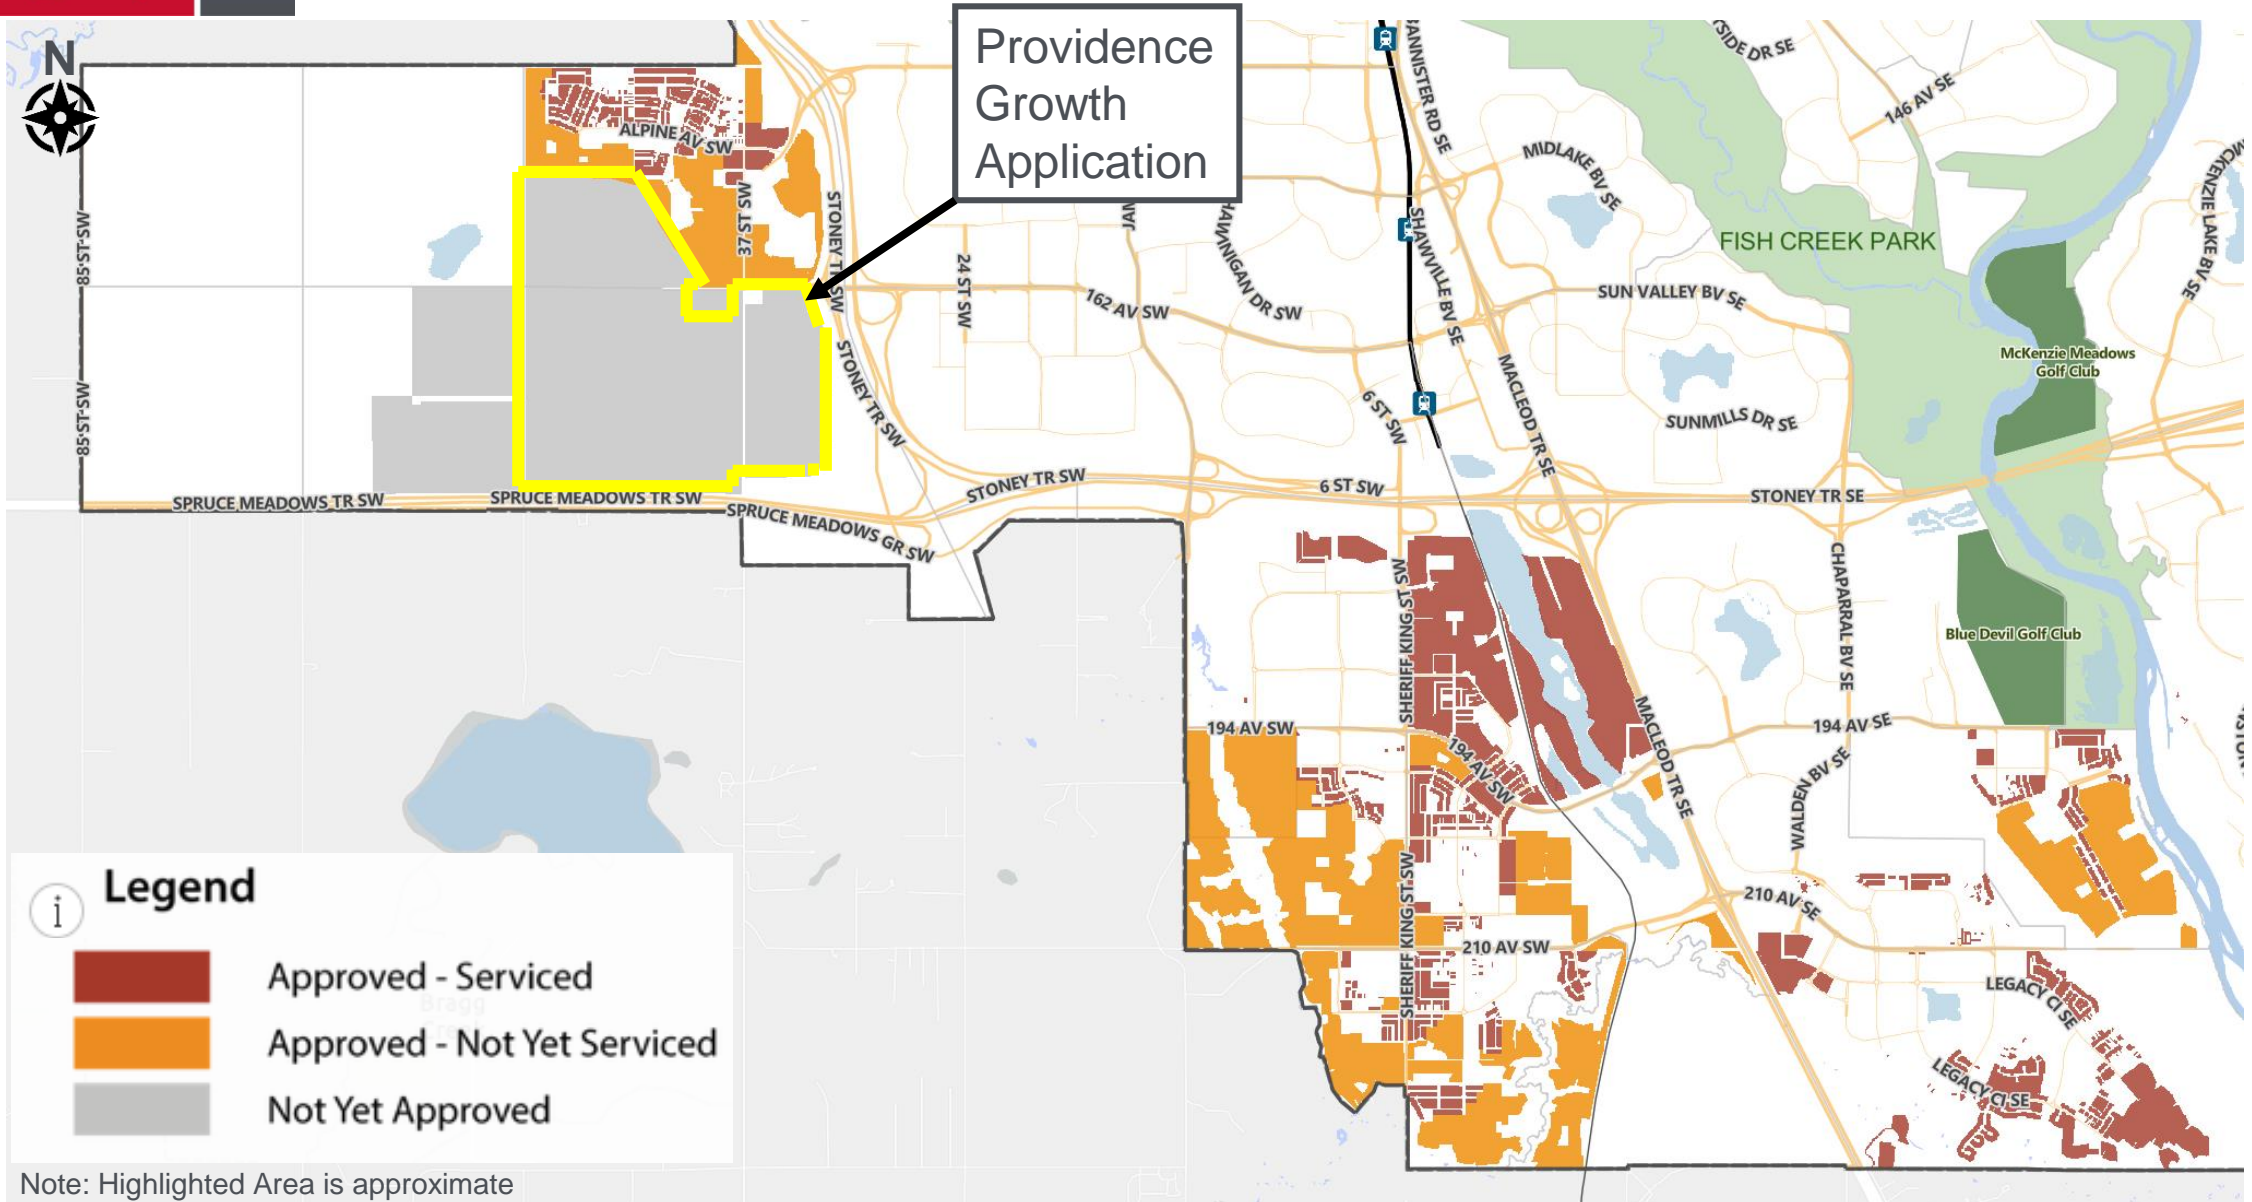 N
Providence
Growth
Application
ALPINE AV SW
37 ST SW
STONEY TR SW
85 ST SW
85 ST SW
24 ST SW
162 AV SW
STONEY TR SW
SPRUCE MEADOWS TR SW
SPRUCE MEADOWS TR SW
SPRUCE MEADOWS GR SW
STONEY TR SW
6 ST SW
6 ST SW
BANNISTER RD SE
SHAWVILLE BV SE
MACLEOD TR SE
MIDLAKE BV SE
146 AV SE
FISH CREEK PARK
SUN VALLEY BV SE
SUNMILLS DR SE
MCKENZIE LAKE BV SE
McKenzie Meadows
Golf Club
STONEY TR SE
CHAPARRAL BV SE
Blue Devil Golf Club
SHERIFF KING ST SW
194 AV SW
194 AV SW
MACLEOD TR SE
194 AV SE
WALDEN BV SE
SHERIFF KING ST SW
210 AV SW
210 AV SE
LEGACY CI SE
LEGACY CI SE
Legend
i
Approved - Serviced
Bragg
Approved - Not Yet Serviced
Not Yet Approved
Note: Highlighted Area is approximate